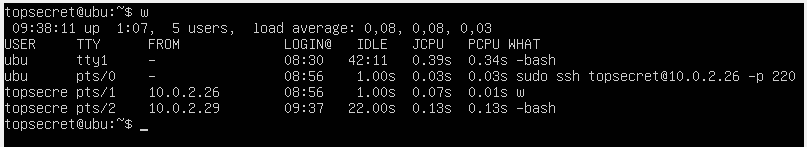 topsecret@ubu:~$ w
 09:38:11 up  1:07,  5 users,  load average: 0,08, 0,08, 0,03
USER     TTY      FROM             LOGIN@   IDLE   JCPU   PCPU WHAT
ubu      tty1     -                08:30   42:11   0.39s  0.34s -bash
ubu      pts/0    -                08:56    1.00s  0.03s  0.03s sudo ssh topsecret@10.0.2.26 -p 220
topsecre pts/1    10.0.2.26        08:56    1.00s  0.07s  0.01s w
topsecre pts/2    10.0.2.29        09:37   22.00s  0.13s  0.13s -bash
topsecret@ubu:~$ _